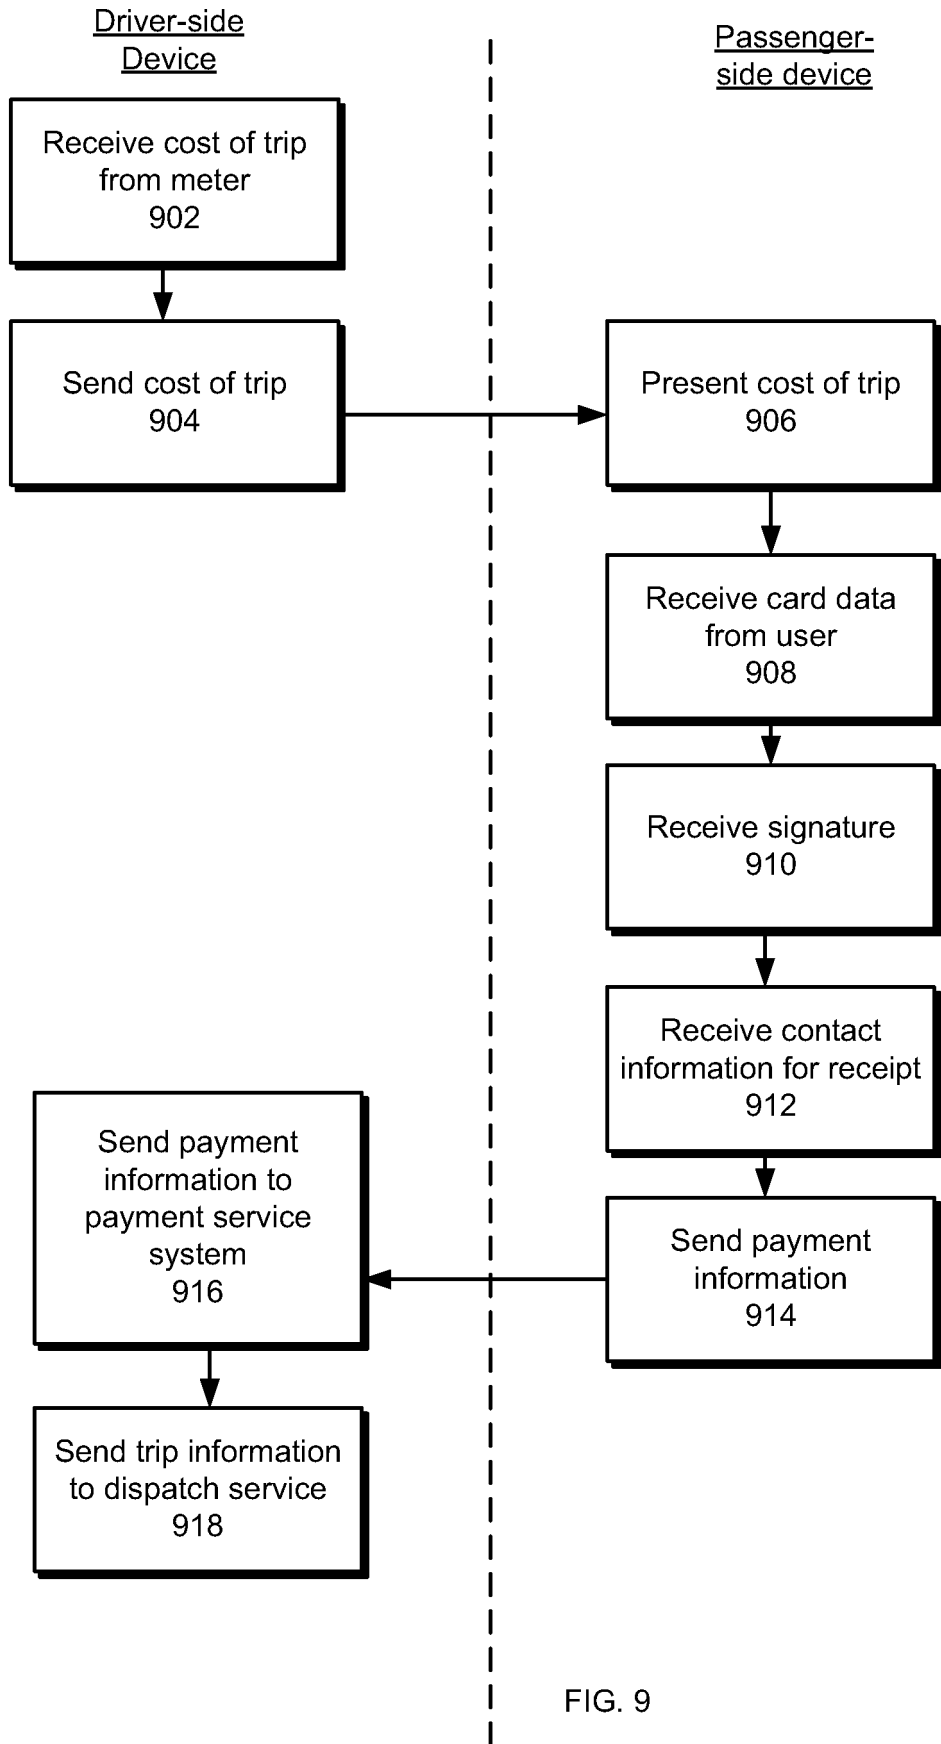 Driver-side
Device
Passenger-
side device
Receive cost of trip
from meter
902
Send cost of trip
904
Present cost of trip
906
Receive card data
from user
908
Receive signature
910
Receive contact
information for receipt
912
Send payment
information
914
Send payment
information to
payment service
system
916
Send trip information
to dispatch service
918
FIG. 9